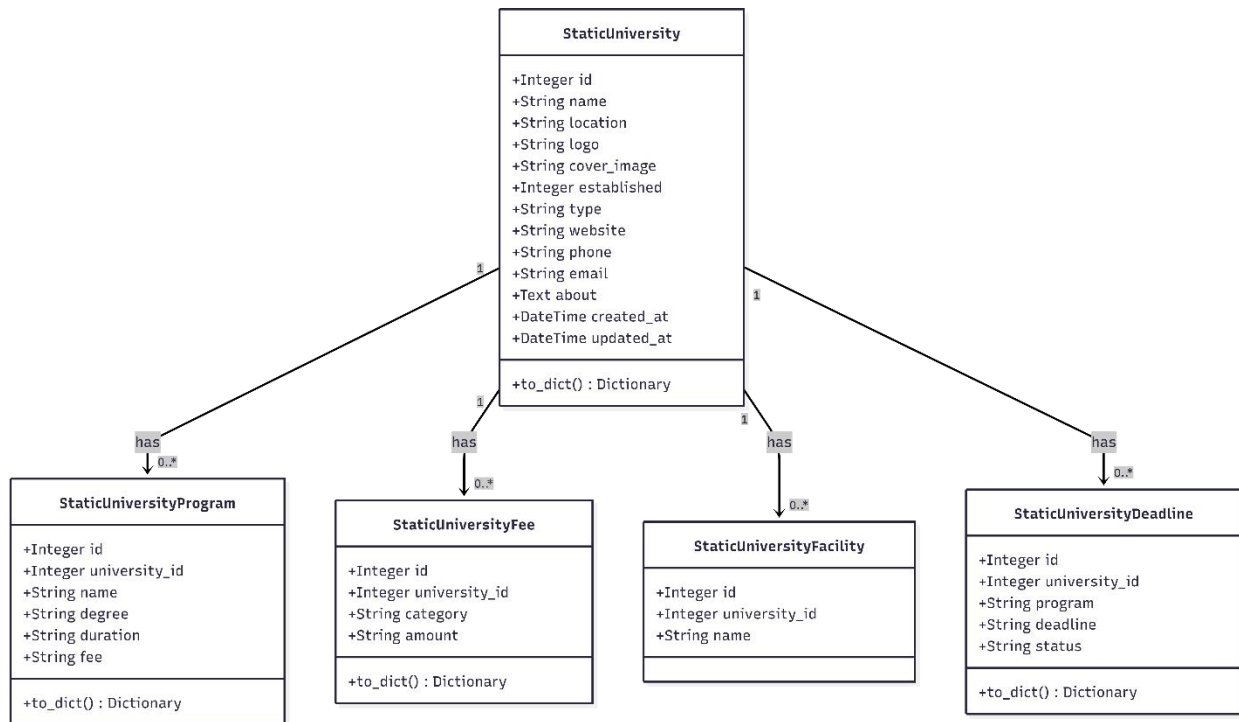 StaticUniversity
+Integer id
+String name
+String location
+String logo
+String cover_image
+Integer established
+String type
+String website
+String phone
+String email
+Text about
+DateTime created_at
+DateTime updated_at
+to_dict() : Dictionary
1
1
1
1
has
has
has
has
0..*
0..*
0..*
0..*
StaticUniversityProgram
+Integer id
+Integer university_id
+String name
+String degree
+String duration
+String fee
+to_dict() : Dictionary
StaticUniversityFee
+Integer id
+Integer university_id
+String category
+String amount
+to_dict() : Dictionary
StaticUniversityFacility
+Integer id
+Integer university_id
+String name
StaticUniversityDeadline
+Integer id
+Integer university_id
+String program
+String deadline
+String status
+to_dict() : Dictionary